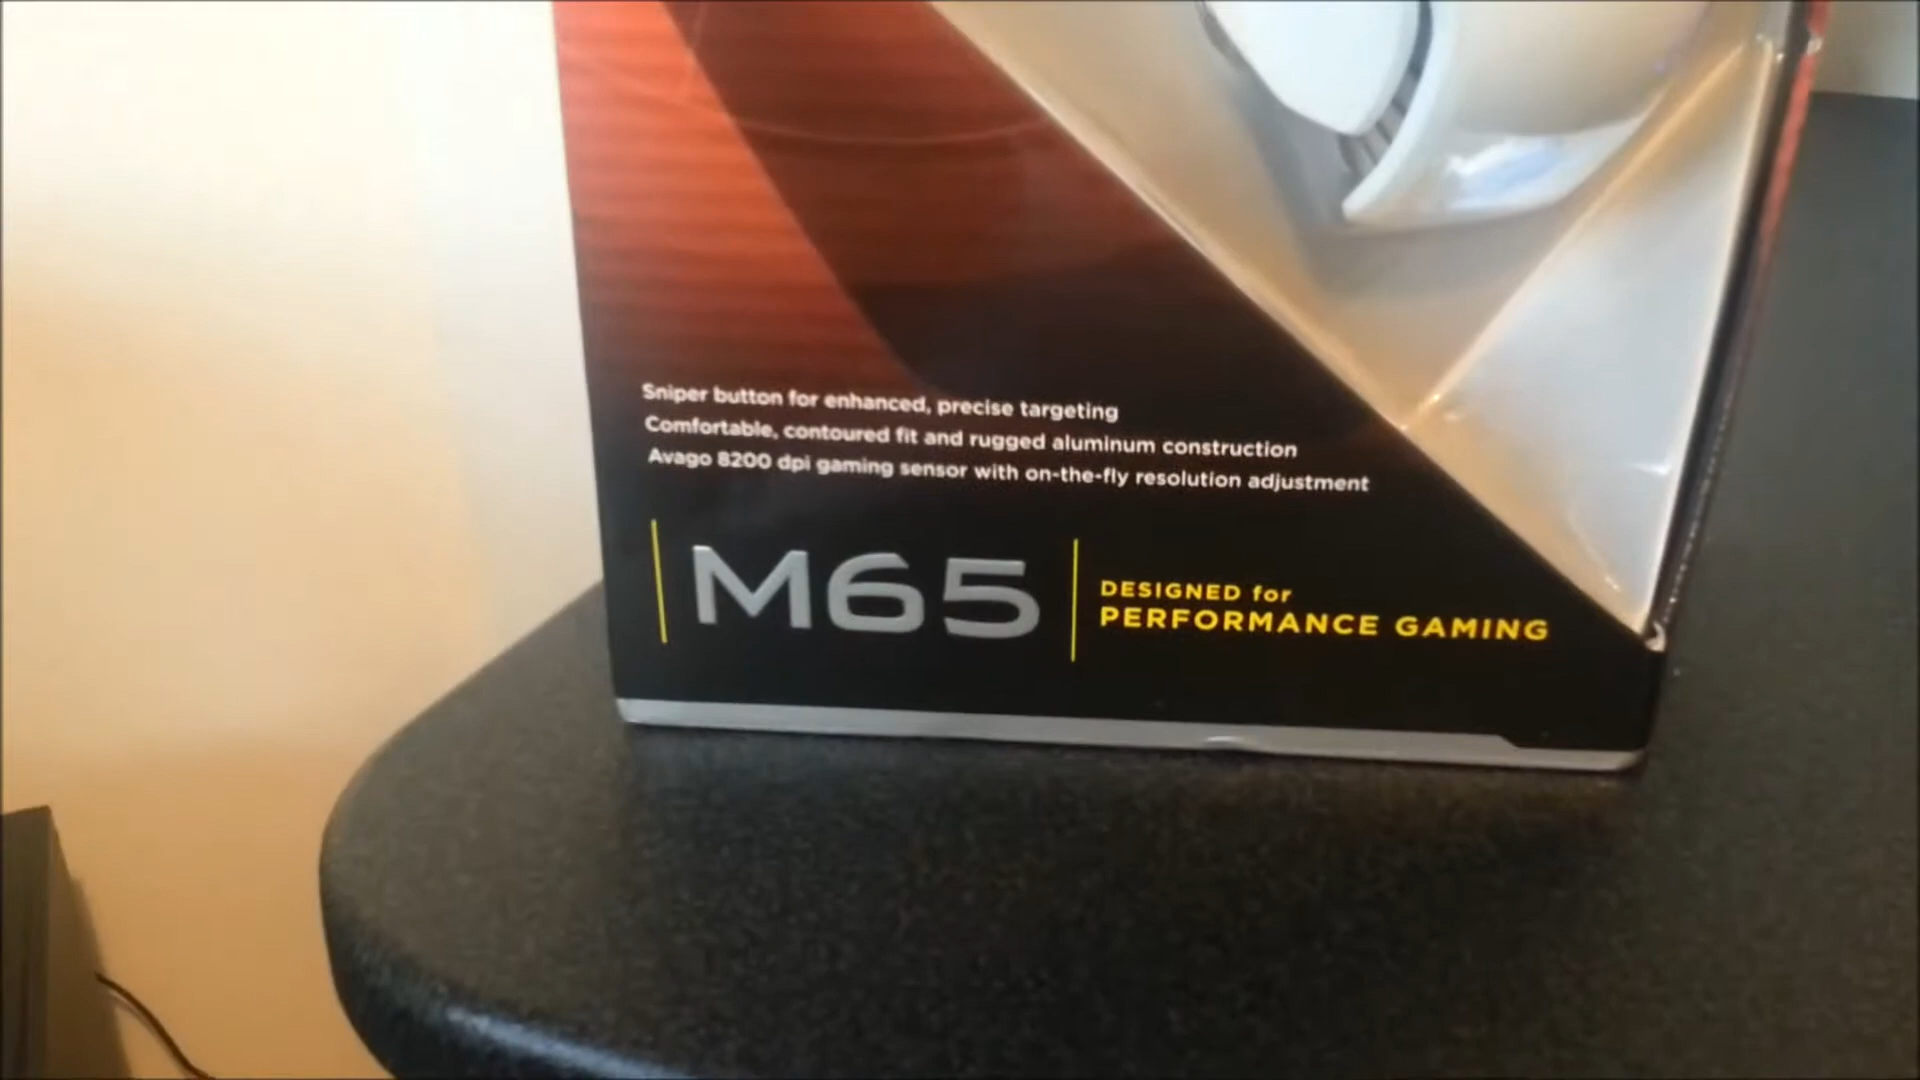 Sniper button for enhanced, precise targeting
Comfortable, contoured fit and rugged aluminum construction
Avago 8200 dpi gaming sensor with on-the-fly resolution adjustment
M65
DESIGNED for
PERFORMANCE GAMING